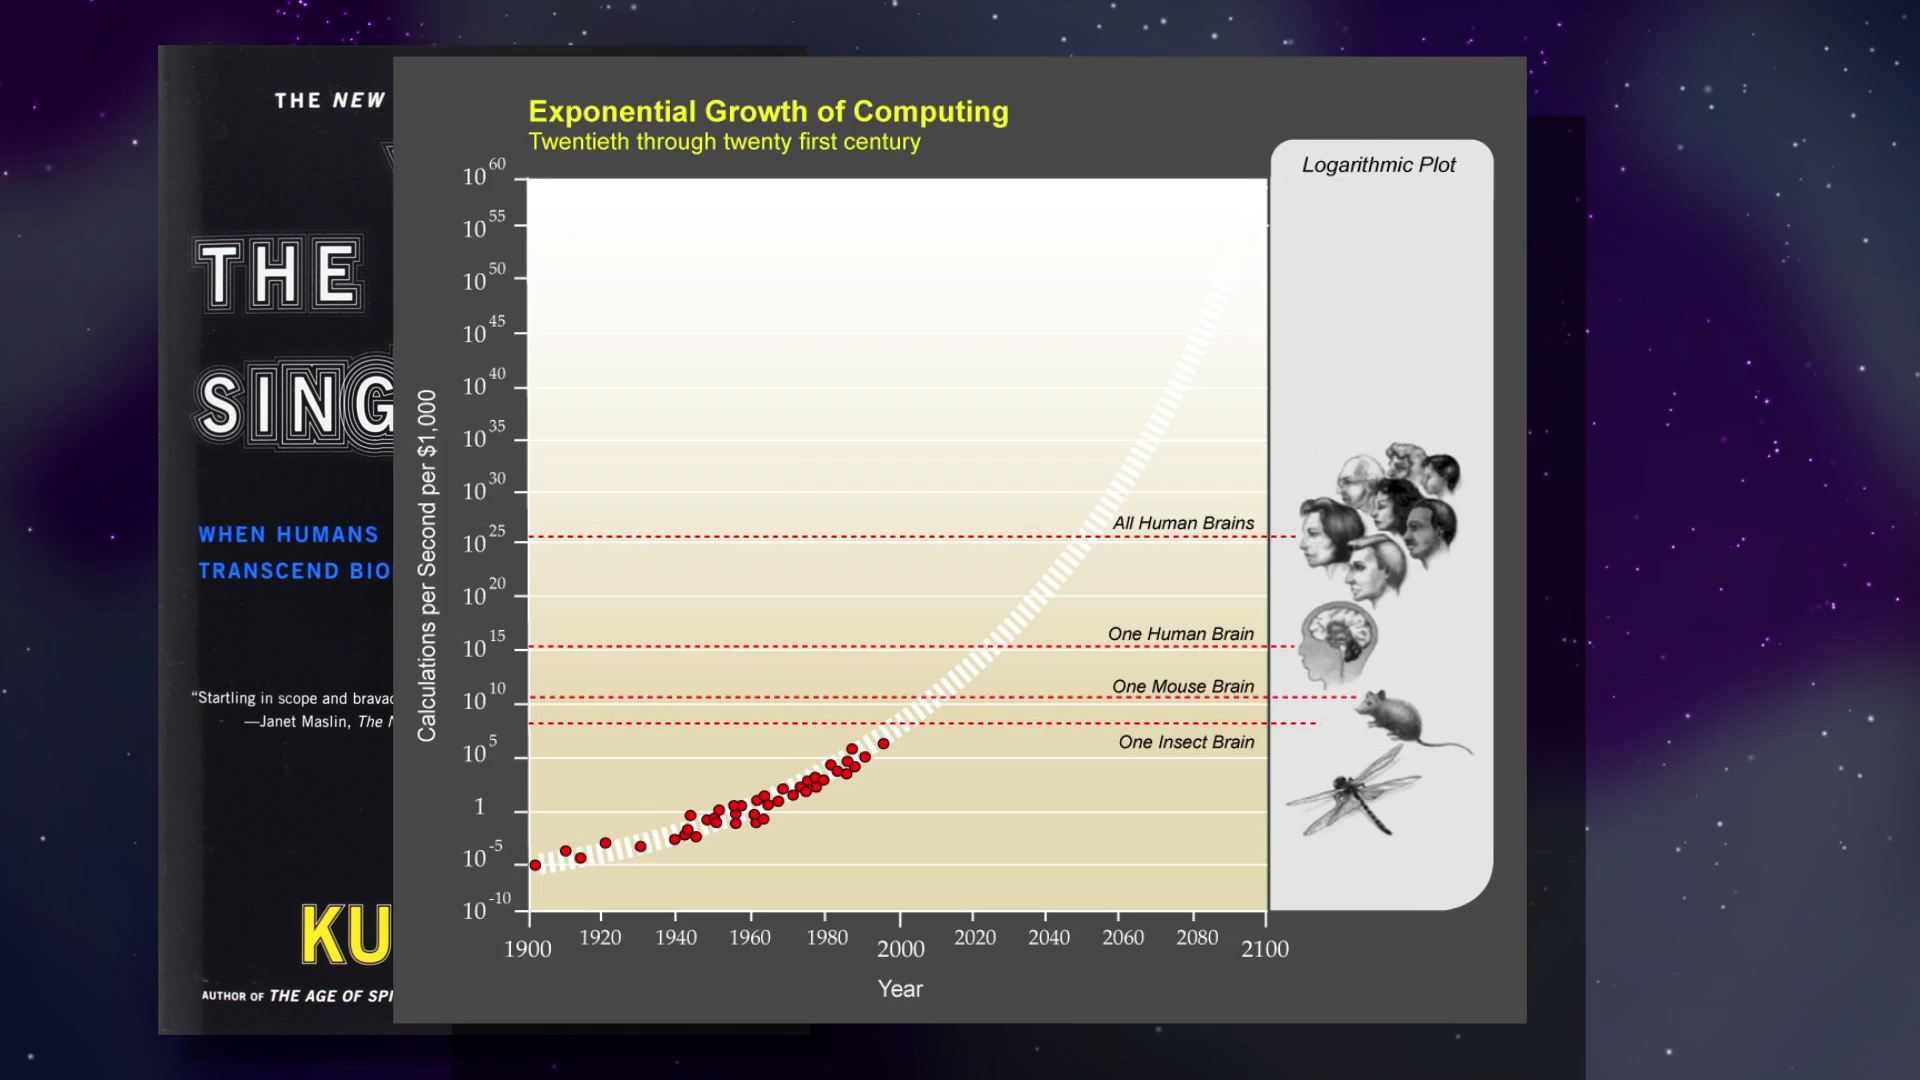 THE NEW
THE
SING
WHEN HUMANS
TRANSCEND BIO
“Startling in scope and bravac
—Janet Maslin, The N
KU
AUTHOR OF THE AGE OF SPI
Exponential Growth of Computing
Twentieth through twenty first century
Logarithmic Plot
Calculations per Second per $1,000
10^60
10^55
10^50
10^45
10^40
10^35
10^30
10^25
10^20
10^15
10^10
10^5
1
10^-5
10^-10
All Human Brains
One Human Brain
One Mouse Brain
One Insect Brain
1900 1920 1940 1960 1980 2000 2020 2040 2060 2080 2100
Year